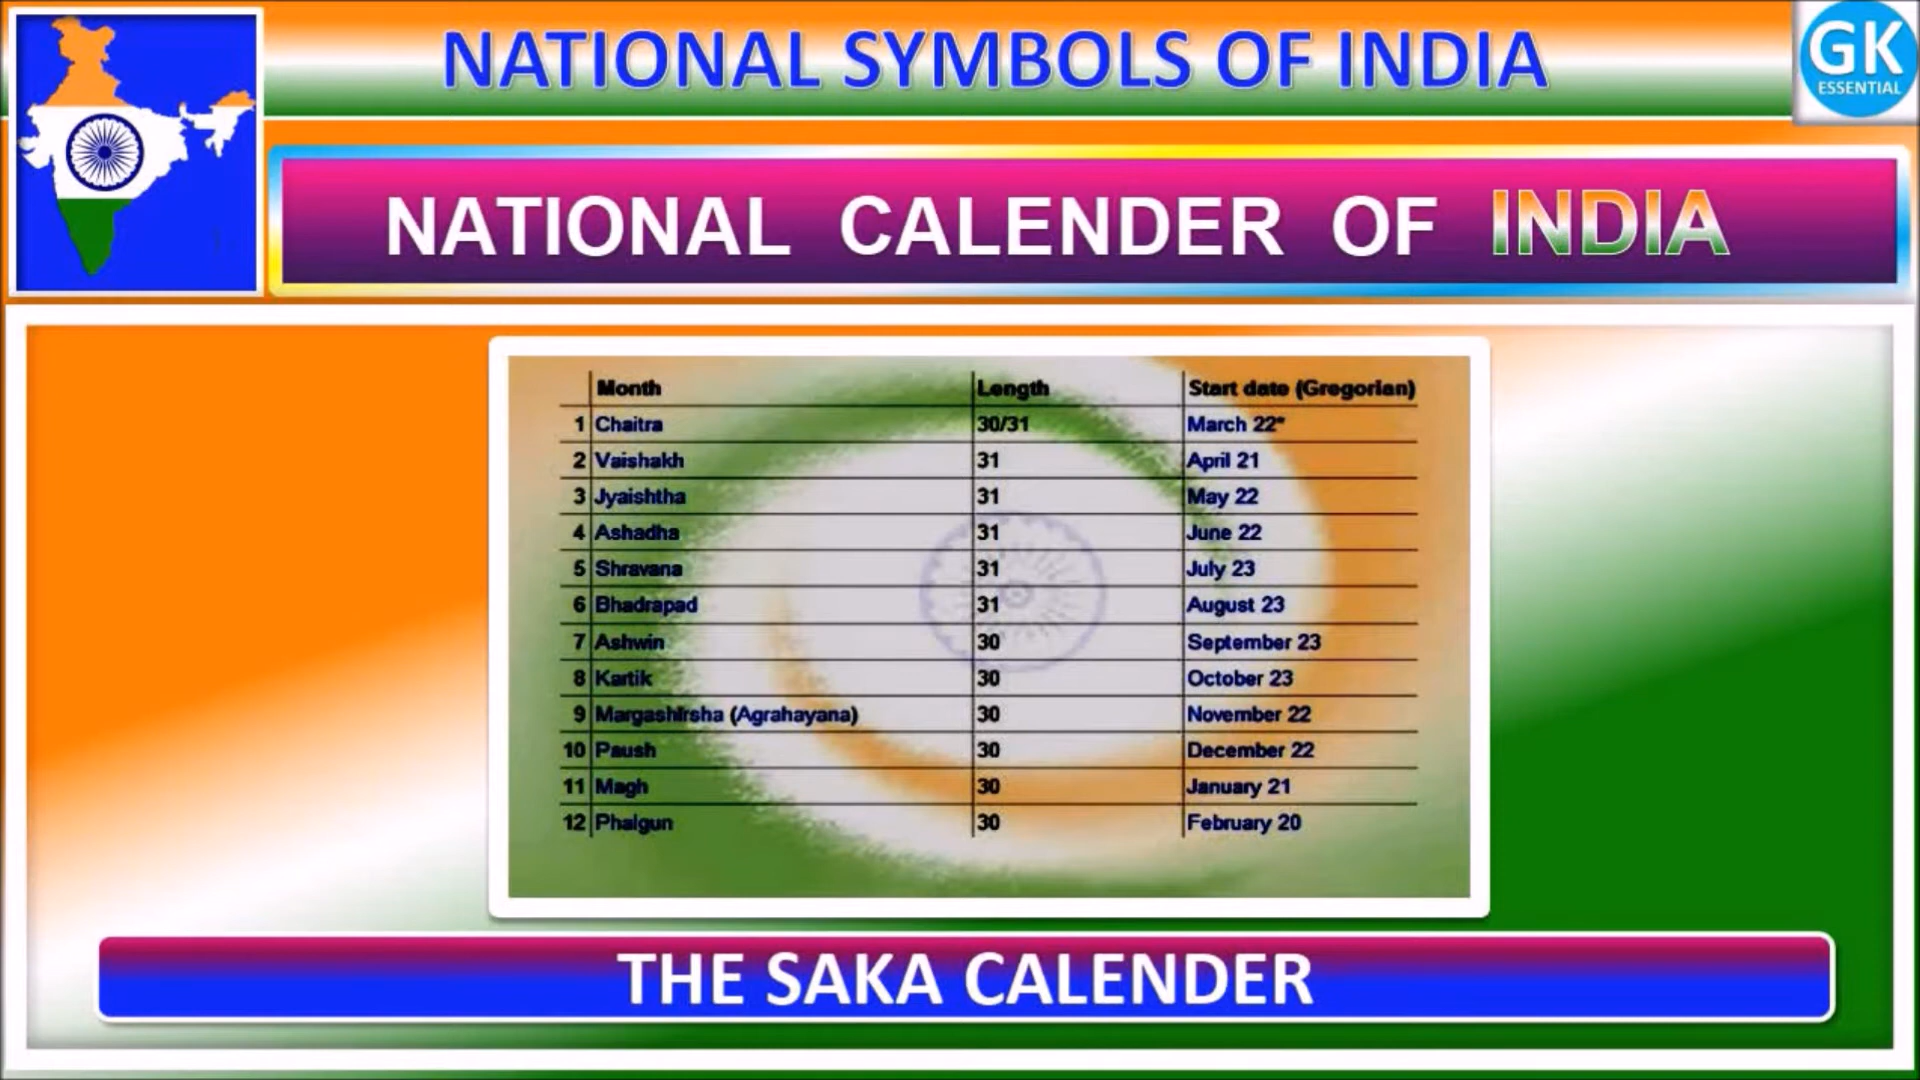 NATIONAL SYMBOLS OF INDIA
GK
ESSENTIAL
NATIONAL CALENDER OF INDIA
Month Length Start date (Gregorian)
1 Chaitra 30/31 March 22*
2 Vaishakh 31 April 21
3 Jyaishtha 31 May 22
4 Ashadha 31 June 22
5 Shravana 31 July 23
6 Bhadrapad 31 August 23
7 Ashwin 30 September 23
8 Kartik 30 October 23
9 Margashirsha (Agrahayana) 30 November 22
10 Paush 30 December 22
11 Magh 30 January 21
12 Phalgun 30 February 20
THE SAKA CALENDER